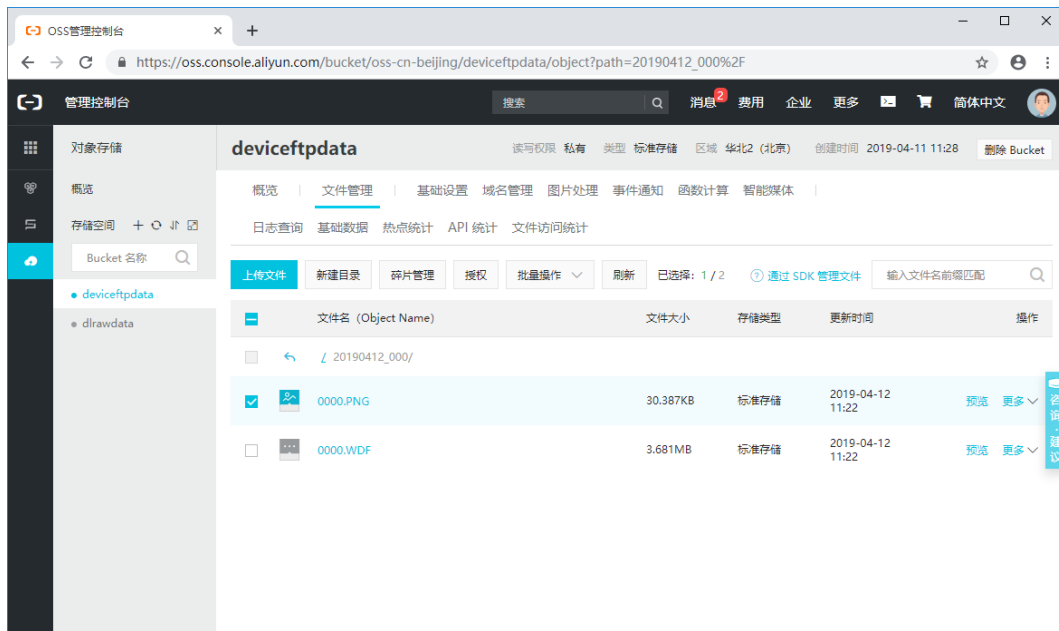 OSS管理控制台
https://oss.console.aliyun.com/bucket/oss-cn-beijing/deviceftpdata/object?path=20190412_000%2F
管理控制台 搜索 消息 2 费用 企业 更多 简体中文
对象存储
概览
存储空间
Bucket 名称
deviceftpdata
dlrawdata
deviceftpdata 读写权限 私有 类型 标准存储 区域 华北2（北京） 创建时间 2019-04-11 11:28 删除 Bucket
概览 文件管理 基础设置 域名管理 图片处理 事件通知 函数计算 智能媒体
日志查询 基础数据 热点统计 API 统计 文件访问统计
上传文件 新建目录 碎片管理 授权 批量操作 刷新 已选择：1 / 2 通过 SDK 管理文件 输入文件名前缀匹配
文件名（Object Name） 文件大小 存储类型 更新时间 操作
/ 20190412_000/
0000.PNG 30.387KB 标准存储 2019-04-12 11:22 预览 更多
0000.WDF 3.681MB 标准存储 2019-04-12 11:22 预览 更多
咨询·建议